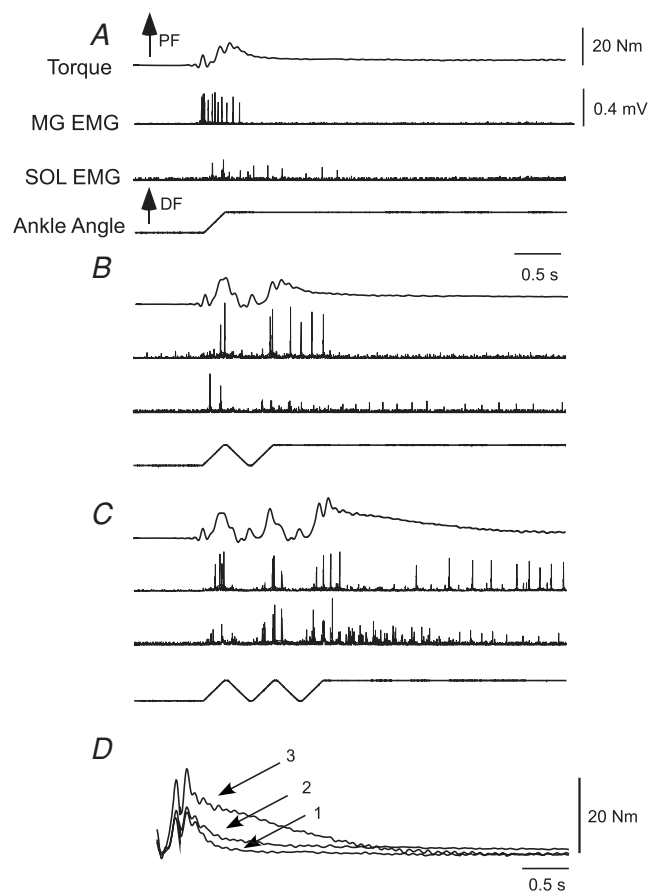 A
PF
Torque
20 Nm
MG EMG
0.4 mV
SOL EMG
DF
Ankle Angle
B
0.5 s
C
D
3
2
1
20 Nm
0.5 s